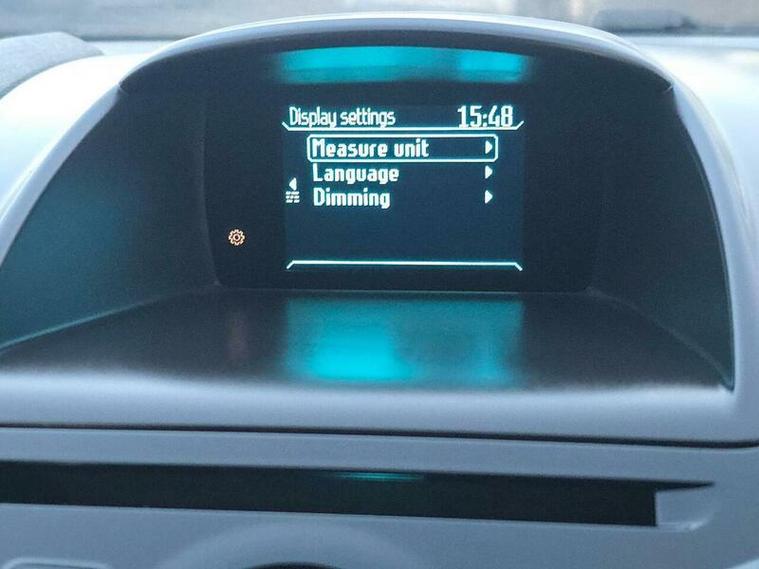 Display settings 15:48
Measure unit
Language
Dimming